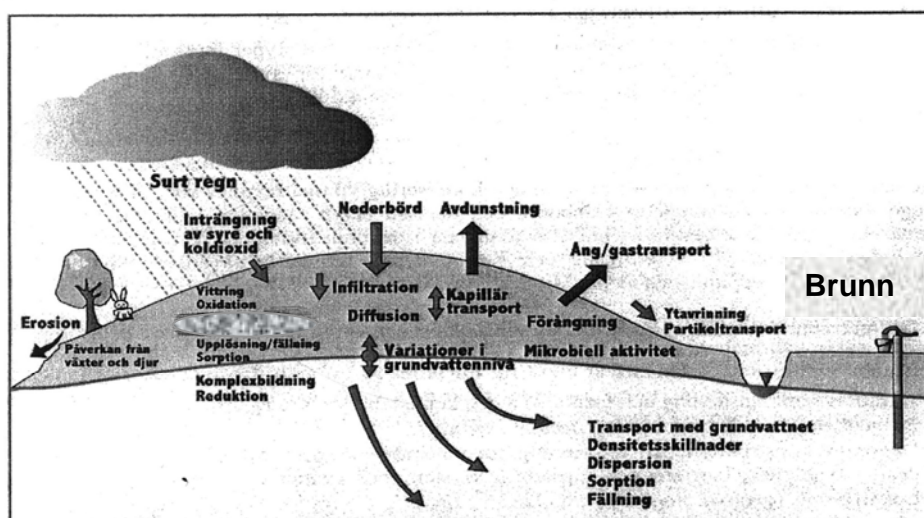 Surt regn
Inträngning
av syre och
koldioxid
Nederbörd
Avdunstning
Ång/gastransport
Brunn
Vittring
Oxidation
Infiltration
Kapillär
transport
Diffusion
Förångning
Ytavrinning
Partikeltransport
Erosion
Påverkan från
växter och djur
Upplösning/fällning
Sorption
Variationer i
grundvattennivå
Mikrobiell aktivitet
Komplexbildning
Reduktion
Transport med grundvattnet
Densitetsskillnader
Dispersion
Sorption
Fällning